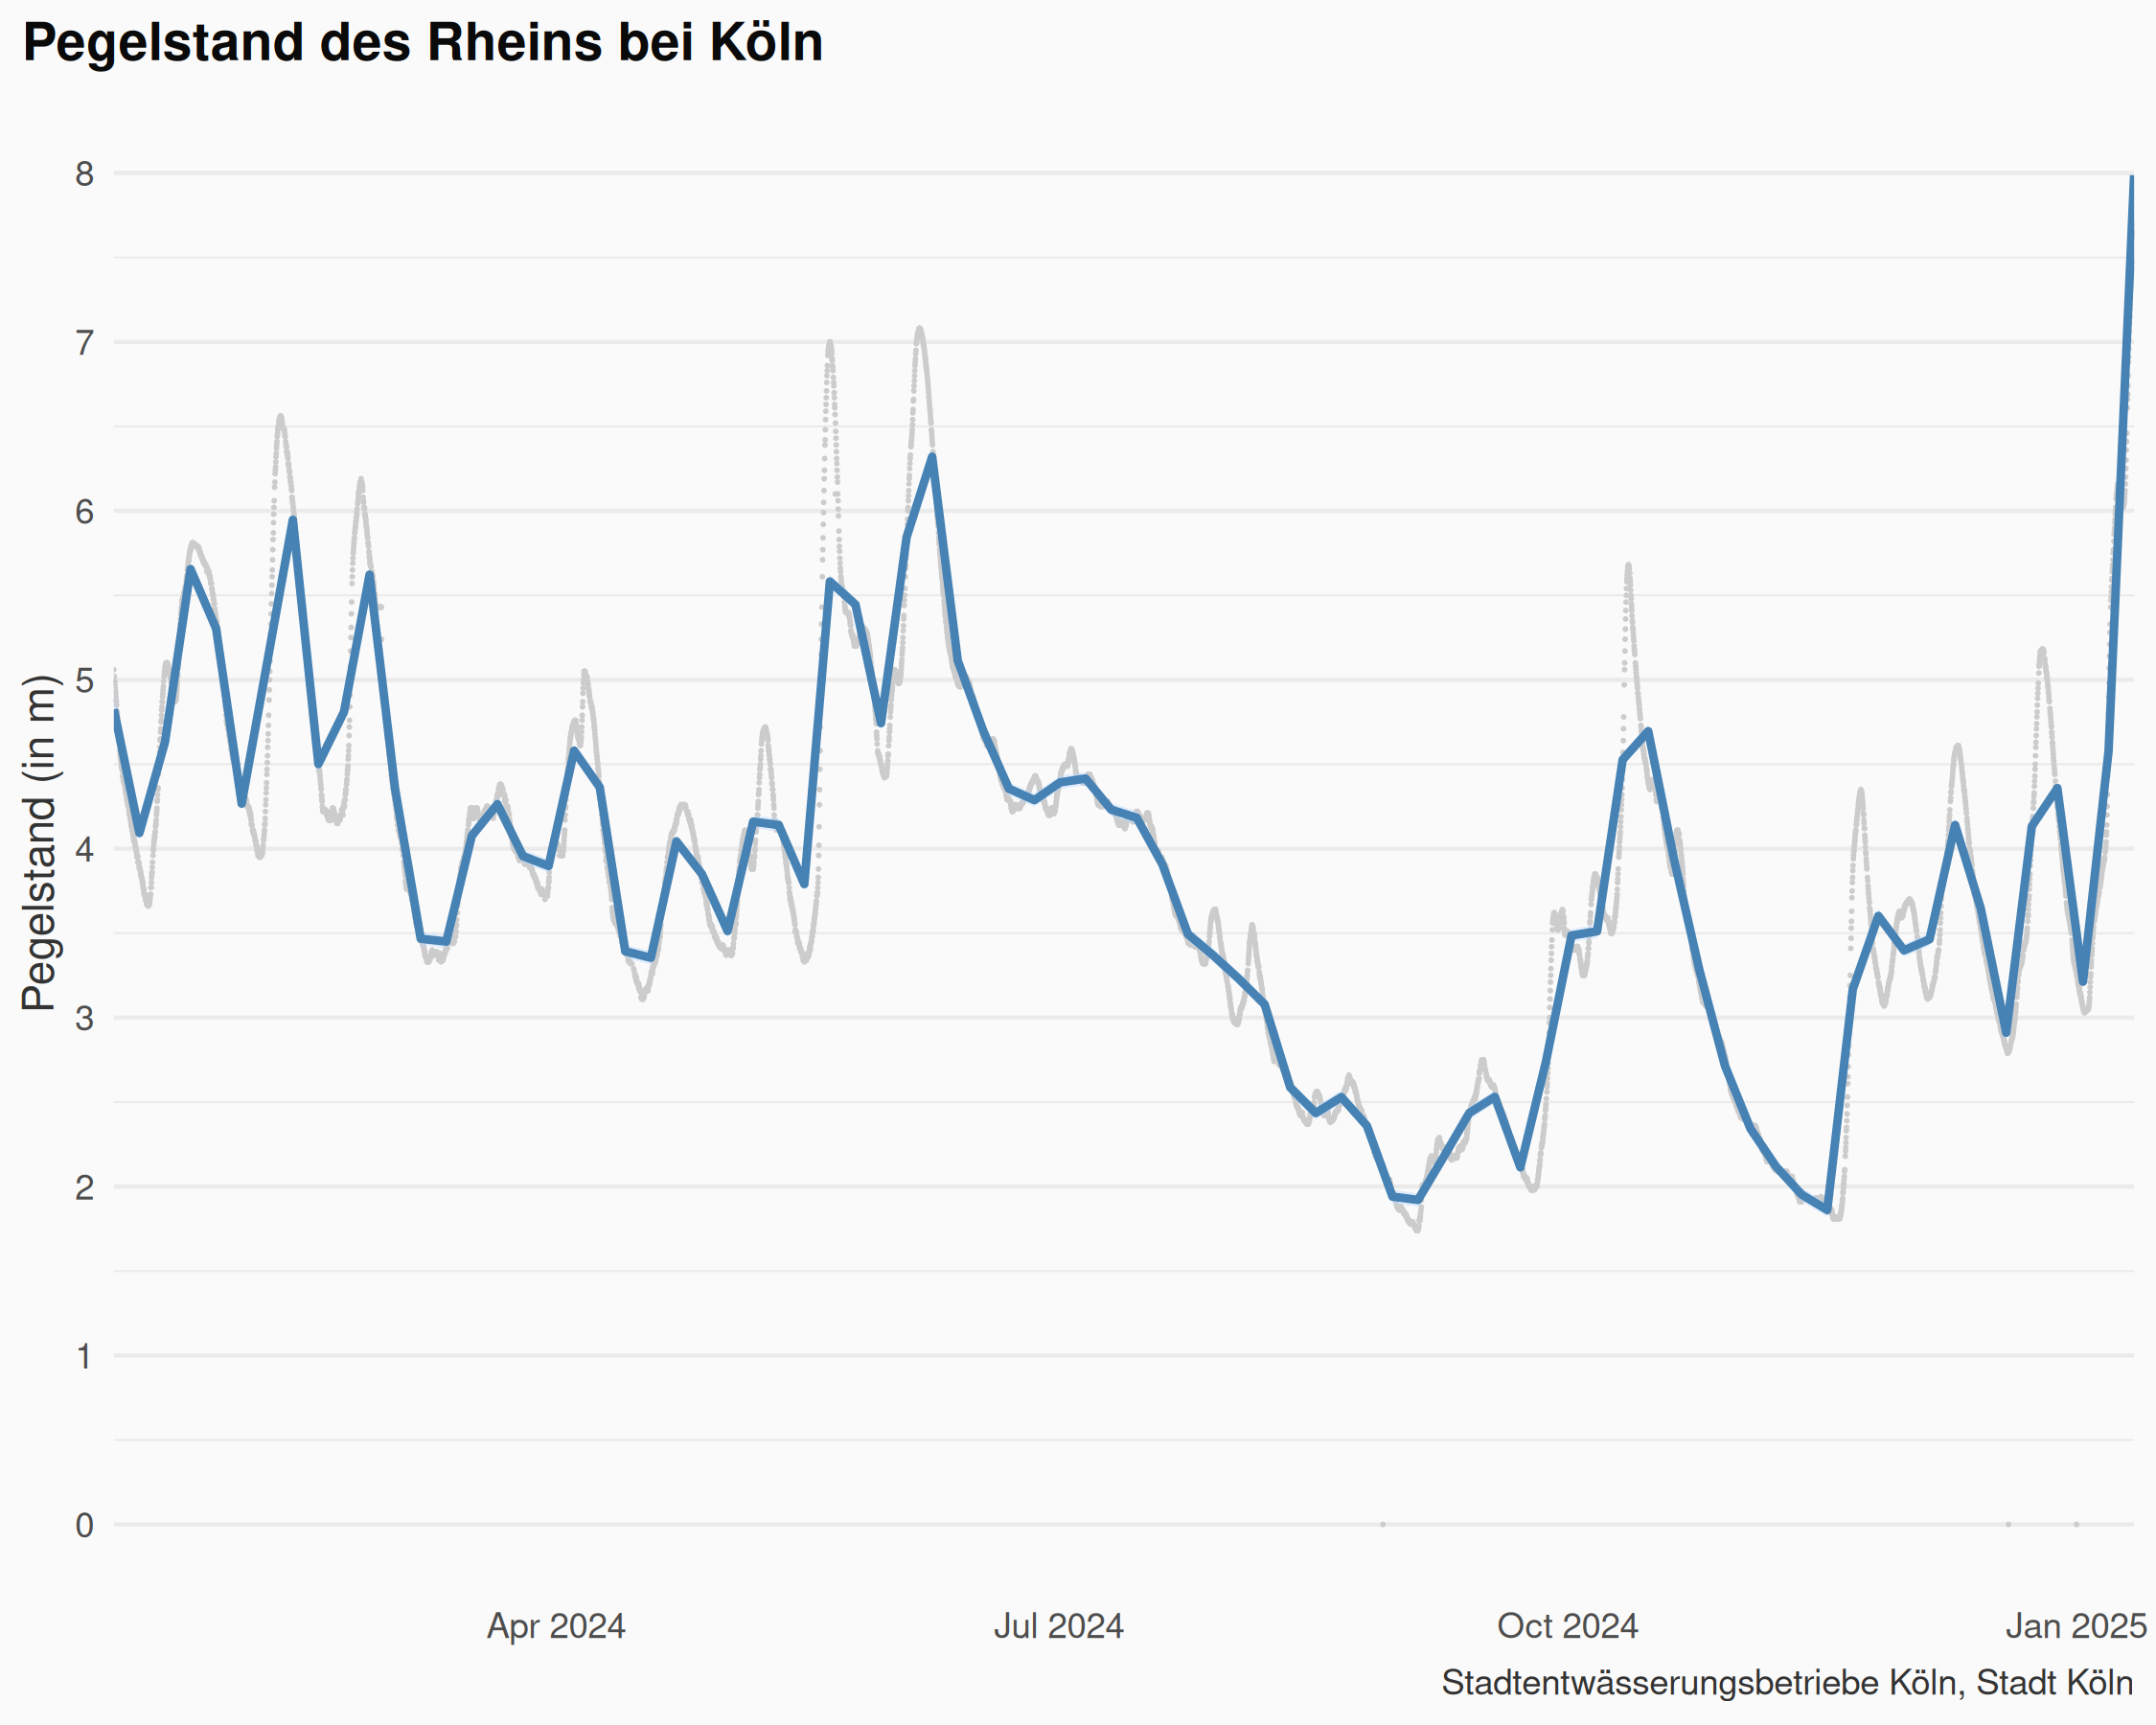 Pegelstand des Rheins bei Köln
Pegelstand (in m)
8
7
6
5
4
3
2
1
0
Apr 2024
Jul 2024
Oct 2024
Jan 2025
Stadtentwässerungsbetriebe Köln, Stadt Köln